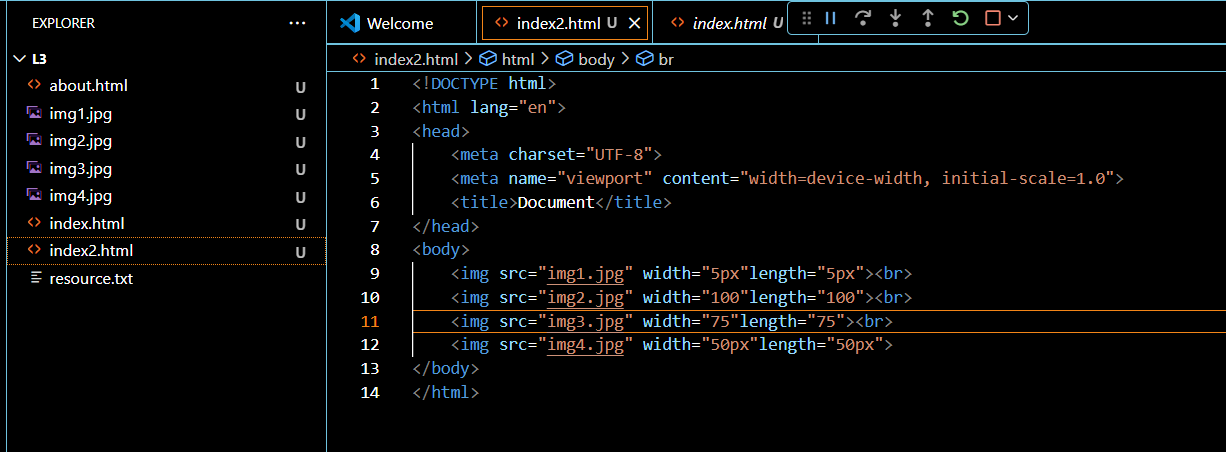 EXPLORER ...
L3
about.html U
img1.jpg U
img2.jpg U
img3.jpg U
img4.jpg U
index.html U
index2.html U
resource.txt
Welcome index2.html U index.html U
index2.html > html > body > br
1 <!DOCTYPE html>
2 <html lang="en">
3 <head>
4 <meta charset="UTF-8">
5 <meta name="viewport" content="width=device-width, initial-scale=1.0">
6 <title>Document</title>
7 </head>
8 <body>
9 <img src="img1.jpg" width="5px"length="5px"><br>
10 <img src="img2.jpg" width="100"length="100"><br>
11 <img src="img3.jpg" width="75"length="75"><br>
12 <img src="img4.jpg" width="50px"length="50px">
13 </body>
14 </html>